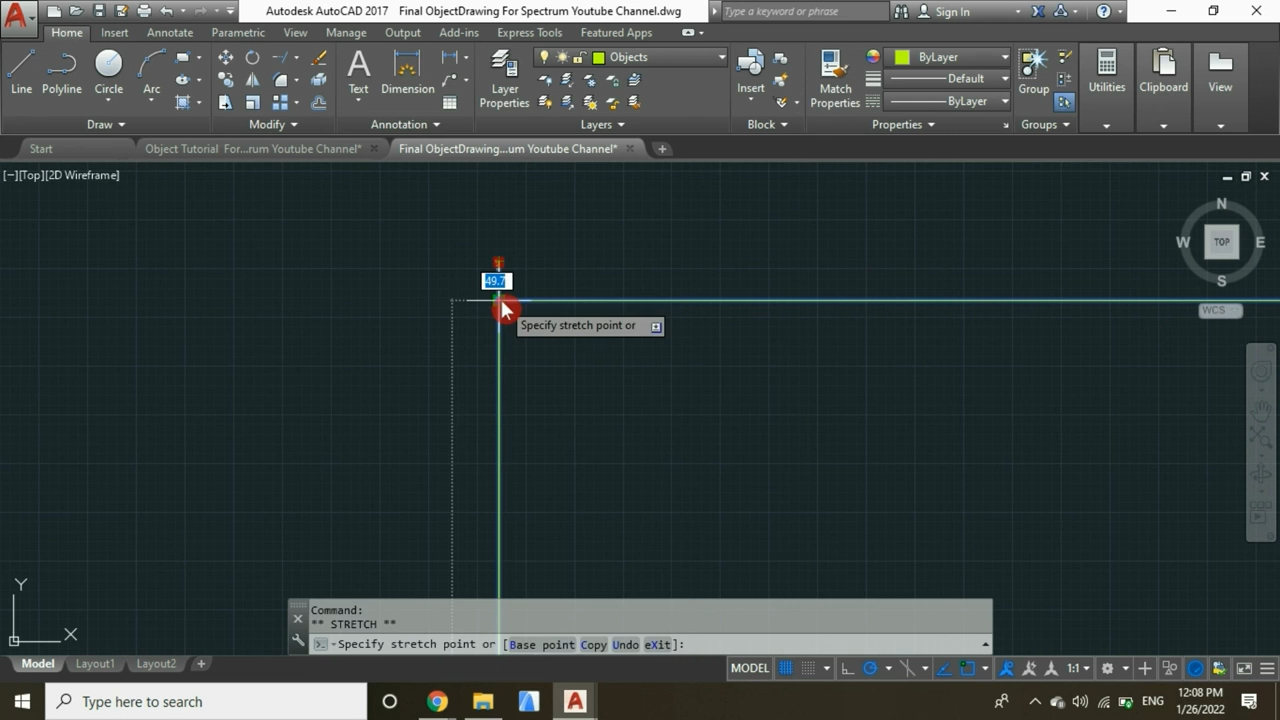 Autodesk AutoCAD 2017 Final ObjectDrawing For Spectrum Youtube Channel.dwg Type a keyword or phrase Sign In
Home Insert Annotate Parametric View Manage Output Add-ins Express Tools Featured Apps
Objects ByLayer
Default
ByLayer
Line Polyline Circle Arc Text Dimension Layer Properties Insert Match Properties Group Utilities Clipboard View
Draw Modify Annotation Layers Block Properties Groups
Start Object Tutorial For...rum Youtube Channel* Final ObjectDrawing...um Youtube Channel*
[−][Top][2D Wireframe]
N
W TOP E
S
WCS
49.7
Specify stretch point or
Y
X
Command:
** STRETCH **
Specify stretch point or [Base point Copy Undo eXit]:
Model Layout1 Layout2 MODEL 1:1
Type here to search
ENG
12:08 PM
1/26/2022